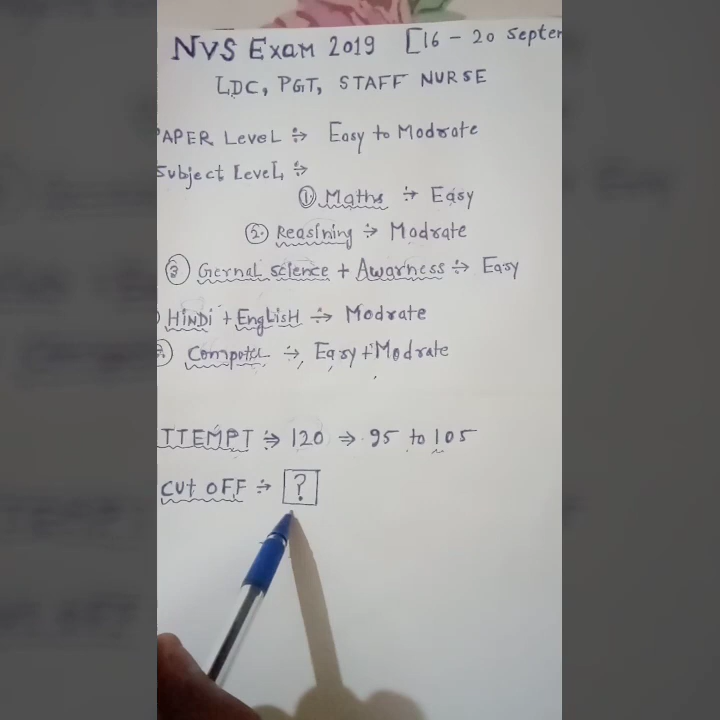 NVS Exam 2019 [16 - 20 Septer
LDC, PGT, STAFF NURSE
PAPER LeveL ÷> Easy to Modrate
Subject LeveL ÷>
① Maths ÷> Easy
② Reasining ÷> Modrate
③ Gernal science + Awarness ÷> Easy
) HINDi + EngLisH ÷> Modrate
) Computer ÷> Easy + Modrate
TTEMPT ÷> 120 => 95 to 105
CUt OFF ÷> ?